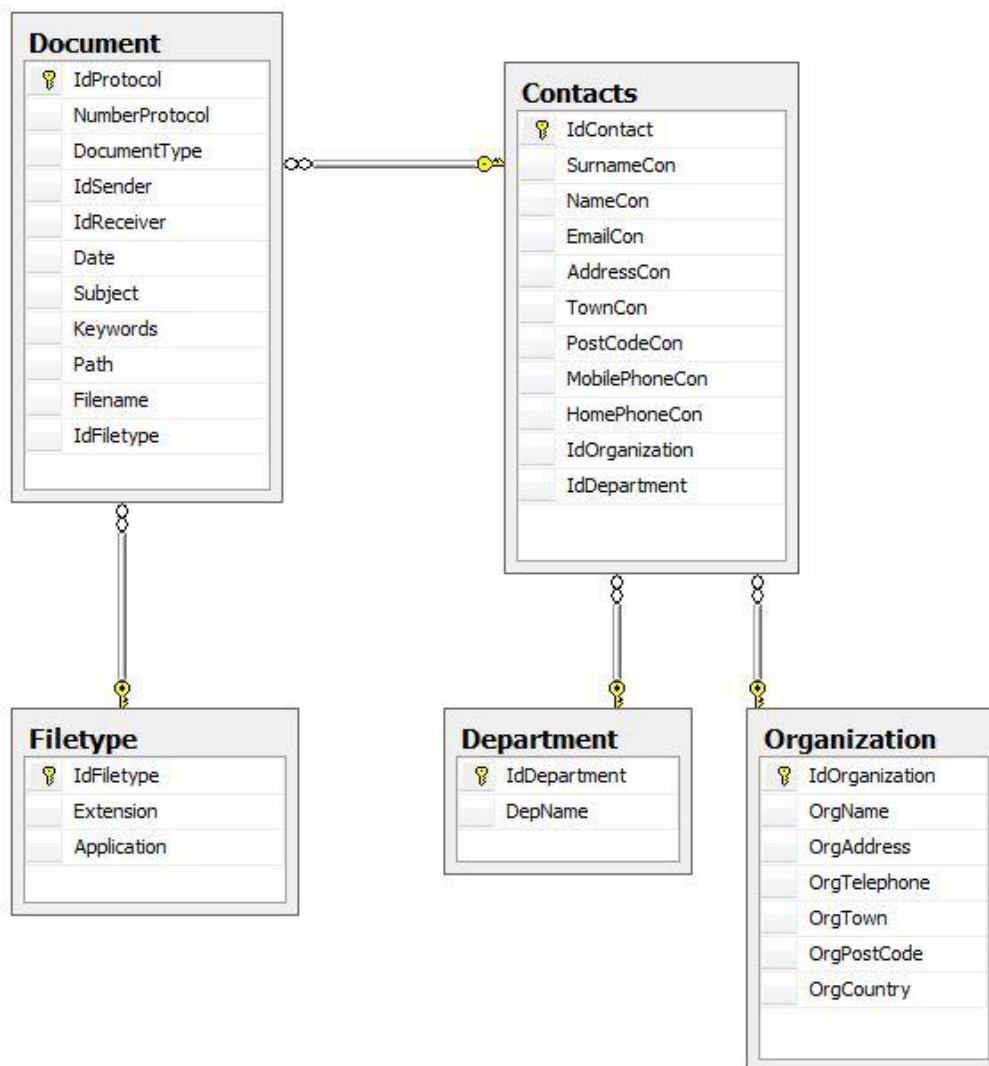 Document
IdProtocol
NumberProtocol
DocumentType
IdSender
IdReceiver
Date
Subject
Keywords
Path
Filename
IdFiletype
Contacts
IdContact
SurnameCon
NameCon
EmailCon
AddressCon
TownCon
PostCodeCon
MobilePhoneCon
HomePhoneCon
IdOrganization
IdDepartment
Filetype
IdFiletype
Extension
Application
Department
IdDepartment
DepName
Organization
IdOrganization
OrgName
OrgAddress
OrgTelephone
OrgTown
OrgPostCode
OrgCountry